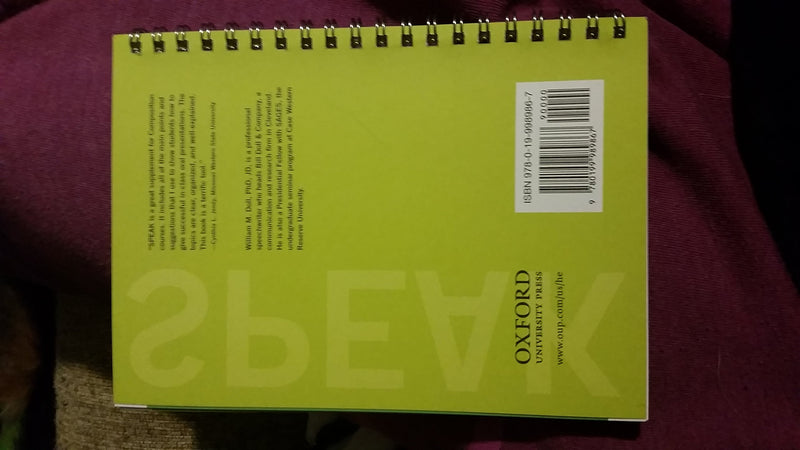 "SPEAK is a great supplement for Composition
courses. It includes all of the main points and
suggestions that I use to show students how to
give successful in-class oral presentations. The
topics are clear, organized, and well-explained.
This book is a terrific tool."
—Cynthia L. Jeney, Missouri Western State University
William M. Doll, PhD, JD, is a professional
speechwriter who heads Bill Doll & Company, a
communication and research firm in Cleveland.
He is also a Presidential Fellow with SAGES, the
undergraduate seminar program at Case Western
Reserve University.
SPEAK
OXFORD
UNIVERSITY PRESS
www.oup.com/us/he
ISBN 978-0-19-998986-7
90000
9 780199 989867